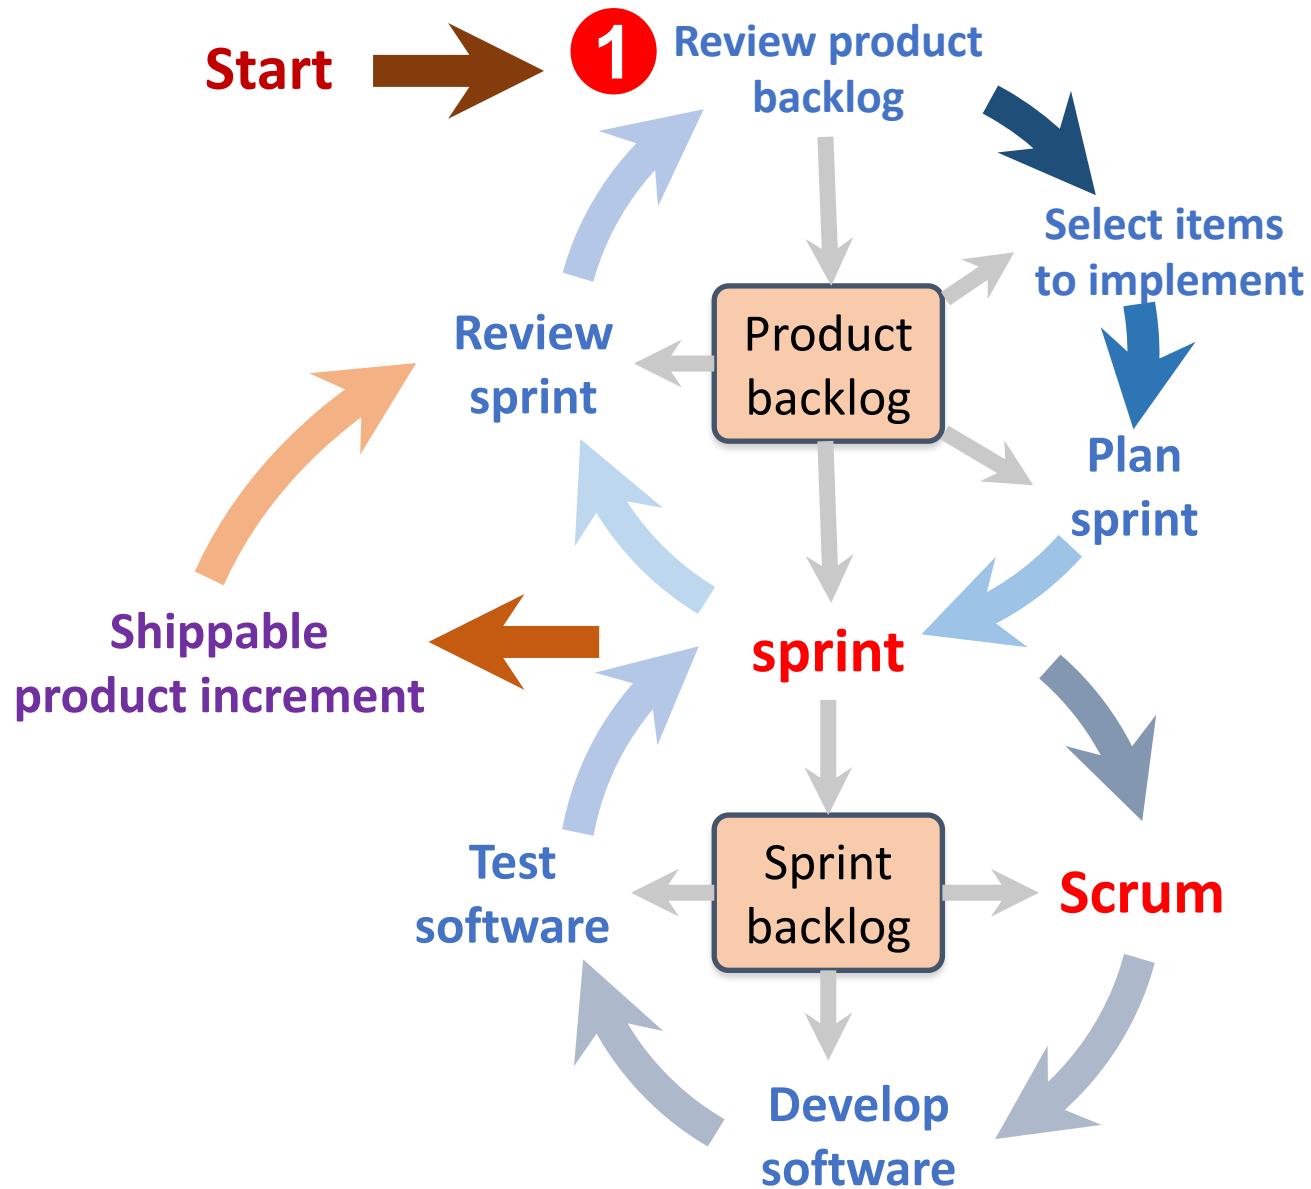 Start
1
Review product
backlog
Select items
to implement
Product
backlog
Review
sprint
Plan
sprint
sprint
Shippable
product increment
Sprint
backlog
Test
software
Scrum
Develop
software